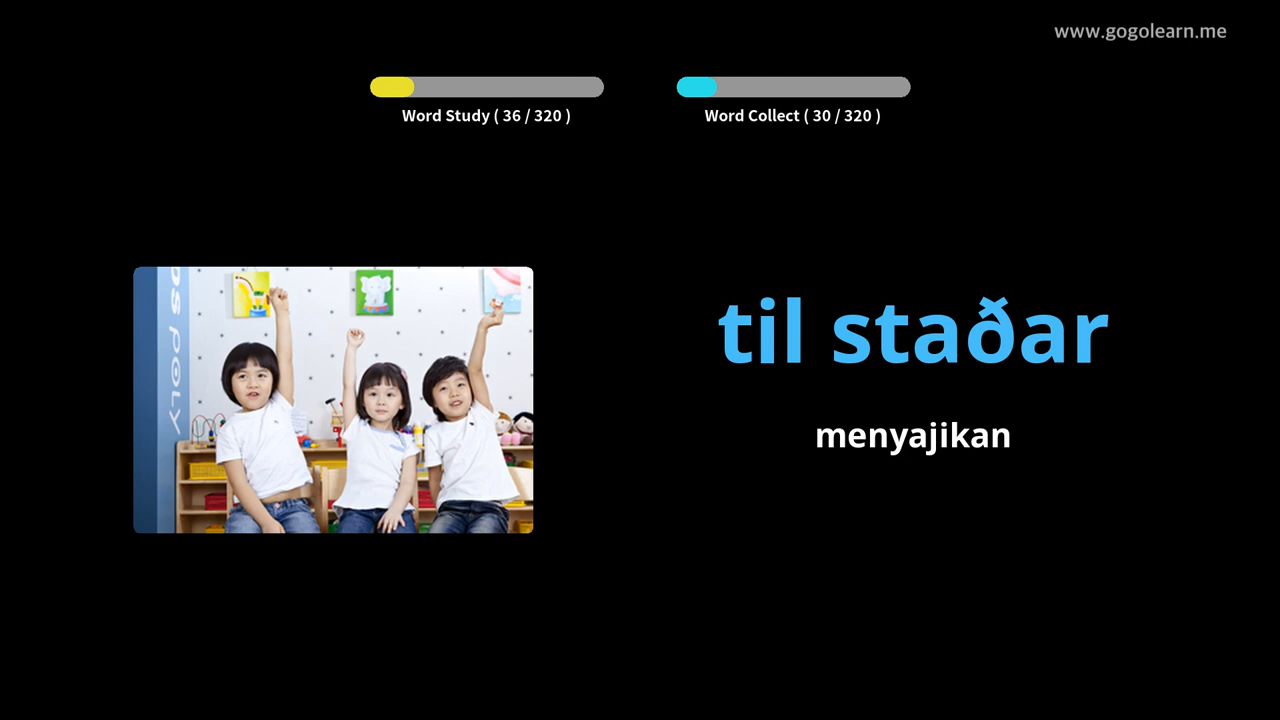 www.gogolearn.me
Word Study ( 36 / 320 )
Word Collect ( 30 / 320 )
til staðar
menyajikan